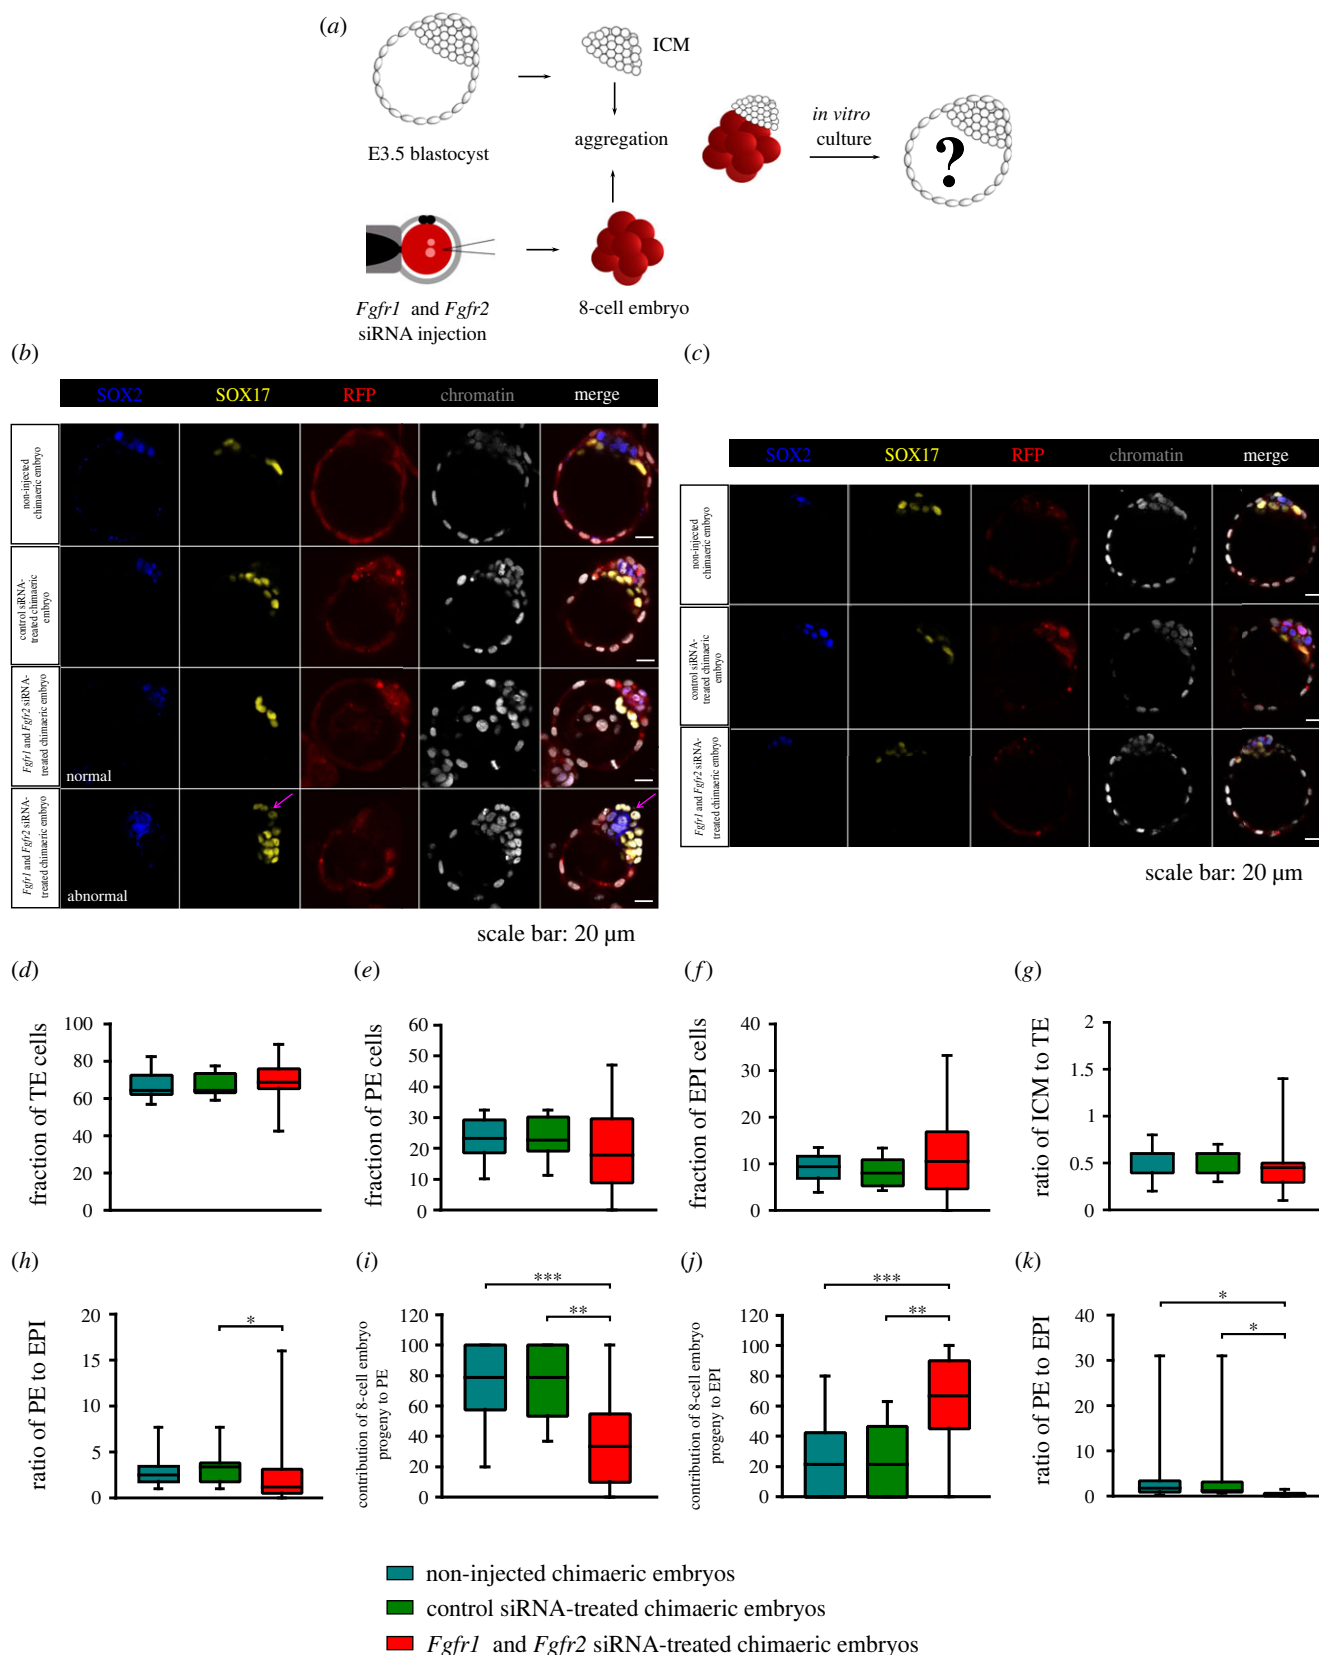 (a)
ICM
E3.5 blastocyst
aggregation
in vitro
culture
?
Fgfr1 and Fgfr2
siRNA injection
8-cell embryo
(b)
SOX2 SOX17 RFP chromatin merge
non-injected
chimaeric embryo
control siRNA-
treated chimaeric
embryo
Fgfr1 and Fgfr2 siRNA-
treated chimaeric embryo
normal
Fgfr1 and Fgfr2 siRNA-
treated chimaeric embryo
abnormal
scale bar: 20 µm
(c)
SOX2 SOX17 RFP chromatin merge
non-injected
chimaeric embryo
control siRNA-
treated chimaeric
embryo
Fgfr1 and Fgfr2 siRNA-
treated chimaeric embryo
scale bar: 20 µm
(d)
fraction of TE cells
100
80
60
40
20
0
(e)
fraction of PE cells
60
50
40
30
20
10
0
(f)
fraction of EPI cells
40
30
20
10
0
(g)
ratio of ICM to TE
2
1
1
0.5
0
(h)
ratio of PE to EPI
20
15
10
5
0
*
(i)
contribution of 8-cell embryo
progeny to PE
120
100
80
60
40
20
0
***
**
(j)
contribution of 8-cell embryo
progeny to EPI
120
100
80
60
40
20
0
***
**
(k)
ratio of PE to EPI
40
30
20
10
0
*
*
non-injected chimaeric embryos
control siRNA-treated chimaeric embryos
Fgfr1 and Fgfr2 siRNA-treated chimaeric embryos